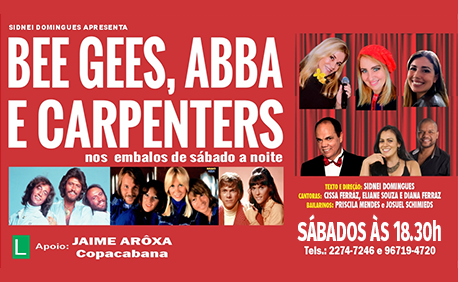 SIDNEI DOMINGUES APRESENTA
BEE GEES, ABBA
E CARPENTERS
nos embalos de sábado a noite
L
Apoio: JAIME ARÔXA
Copacabana
TEXTO E DIREÇÃO: SIDNEI DOMINGUES
CANTORAS: CISSA FERRAZ, ELIANE SOUZA E DIANA FERRAZ
BAILARINOS: PRISCILA MENDES e JOSUEL SCHIMIEDS
SÁBADOS ÀS 18.30h
Tels.: 2274-7246 e 96719-4720